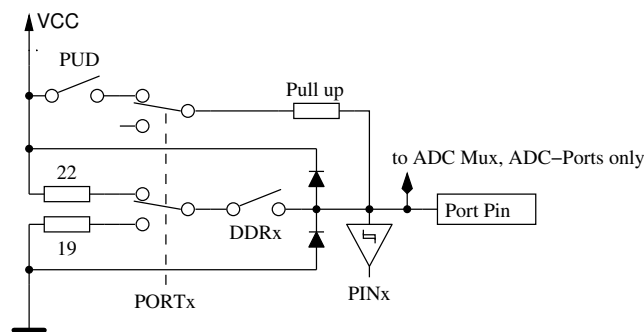 VCC
PUD
Pull up
to ADC Mux, ADC−Ports only
22
Port Pin
DDRx
19
PORTx
PINx